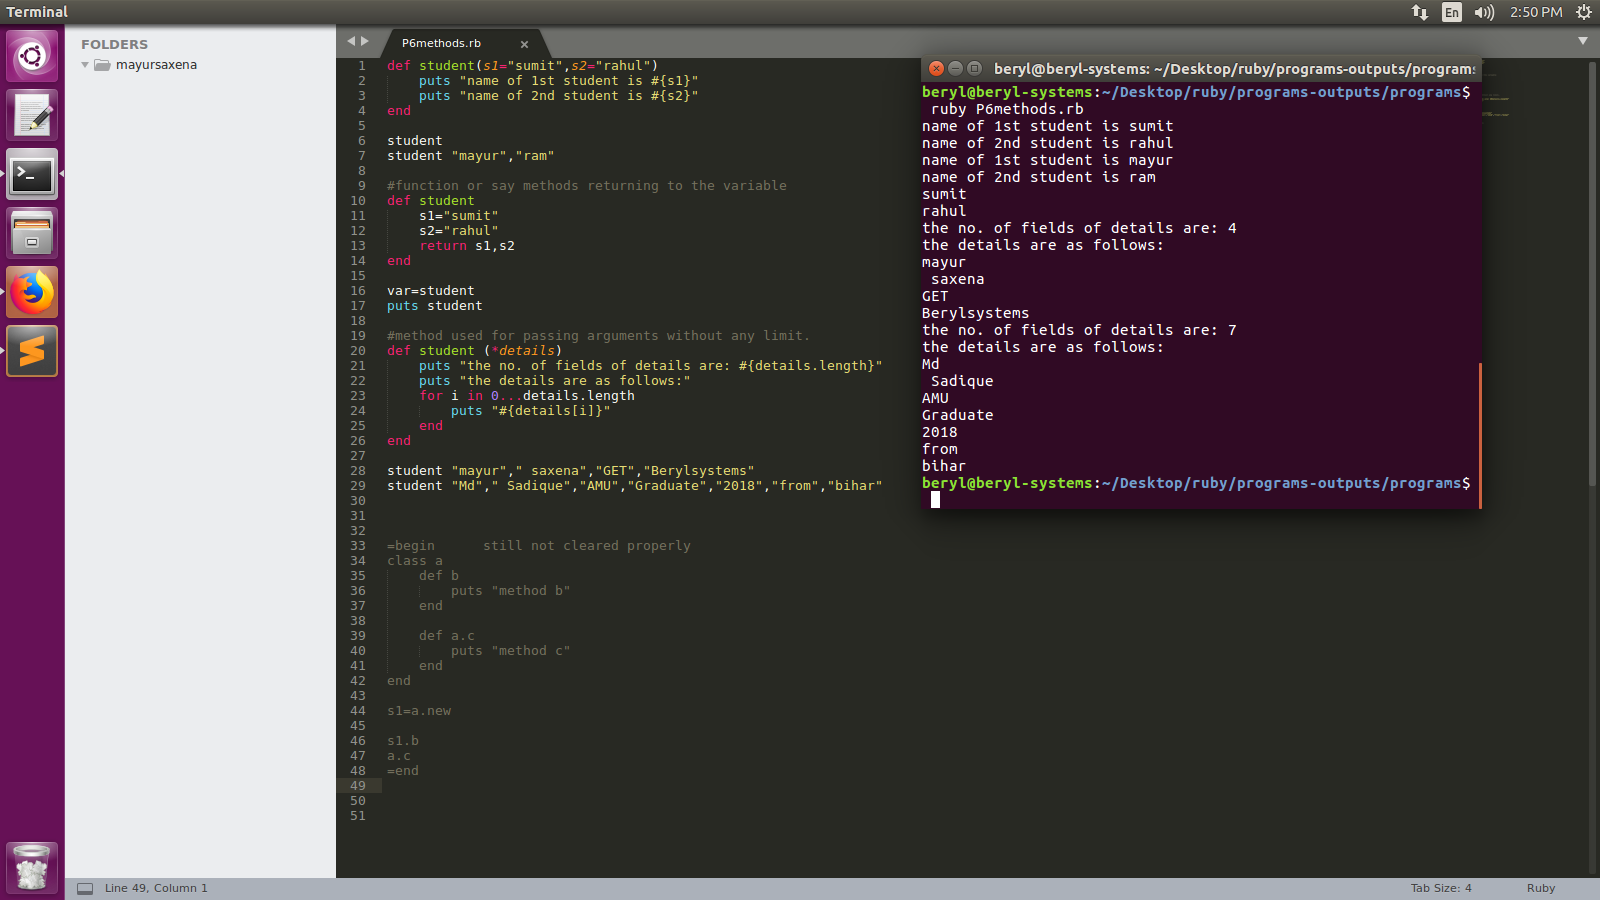 Terminal
En
2:50 PM
FOLDERS
mayursaxena
P6methods.rb
1 def student(s1="sumit",s2="rahul")
2     puts "name of 1st student is #{s1}"
3     puts "name of 2nd student is #{s2}"
4 end
5
6 student
7 student "mayur","ram"
8
9 #function or say methods returning to the variable
10 def student
11     s1="sumit"
12     s2="rahul"
13     return s1,s2
14 end
15
16 var=student
17 puts student
18
19 #method used for passing arguments without any limit.
20 def student (*details)
21     puts "the no. of fields of details are: #{details.length}"
22     puts "the details are as follows:"
23     for i in 0...details.length
24         puts "#{details[i]}"
25     end
26 end
27
28 student "mayur"," saxena","GET","Berylsystems"
29 student "Md"," Sadique","AMU","Graduate","2018","from","bihar"
30
31
32
33 =begin      still not cleared properly
34 class a
35     def b
36         puts "method b"
37     end
38
39     def a.c
40         puts "method c"
41     end
42 end
43
44 s1=a.new
45
46 s1.b
47 a.c
48 =end
49
50
51
beryl@beryl-systems: ~/Desktop/ruby/programs-outputs/programs
beryl@beryl-systems:~/Desktop/ruby/programs-outputs/programs$
 ruby P6methods.rb
name of 1st student is sumit
name of 2nd student is rahul
name of 1st student is mayur
name of 2nd student is ram
sumit
rahul
the no. of fields of details are: 4
the details are as follows:
mayur
 saxena
GET
Berylsystems
the no. of fields of details are: 7
the details are as follows:
Md
 Sadique
AMU
Graduate
2018
from
bihar
beryl@beryl-systems:~/Desktop/ruby/programs-outputs/programs$
Line 49, Column 1
Tab Size: 4
Ruby